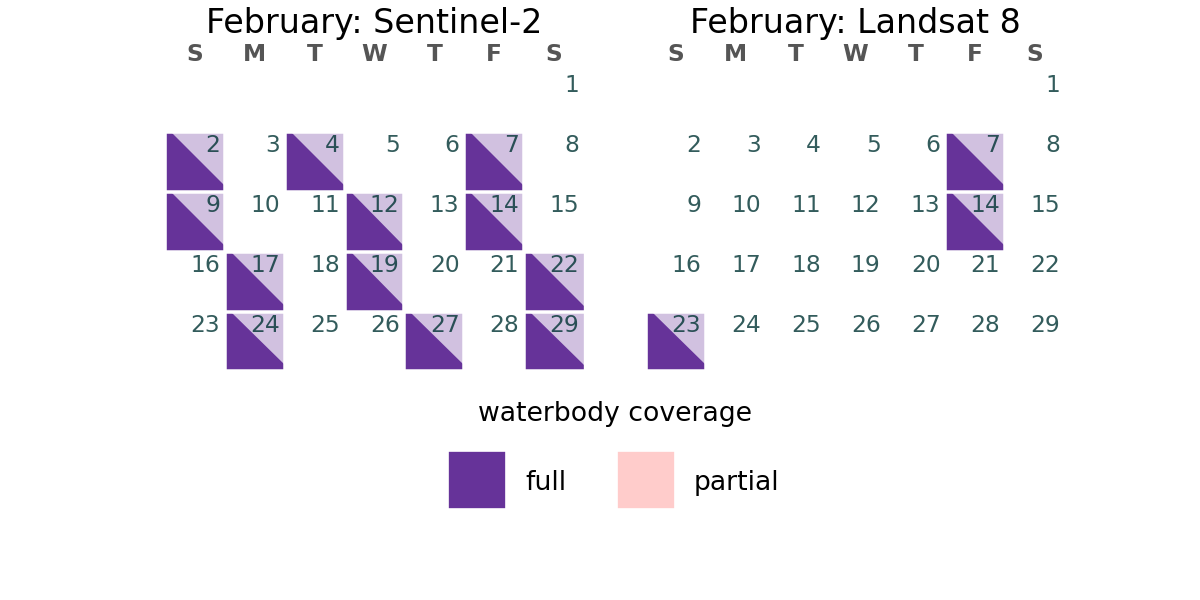 February: Sentinel-2
S M T W T F S
1
2 3 4 5 6 7 8
9 10 11 12 13 14 15
16 17 18 19 20 21 22
23 24 25 26 27 28 29
February: Landsat 8
S M T W T F S
1
2 3 4 5 6 7 8
9 10 11 12 13 14 15
16 17 18 19 20 21 22
23 24 25 26 27 28 29
waterbody coverage
full partial